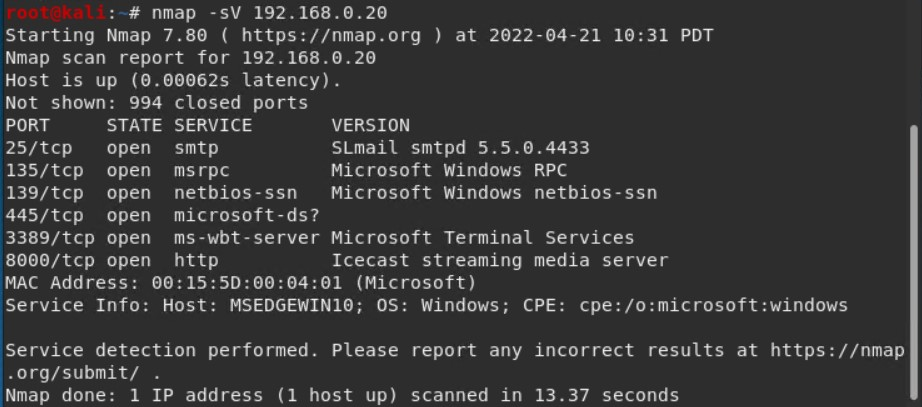 root@kali:~# nmap -sV 192.168.0.20
Starting Nmap 7.80 ( https://nmap.org ) at 2022-04-21 10:31 PDT
Nmap scan report for 192.168.0.20
Host is up (0.00062s latency).
Not shown: 994 closed ports
PORT     STATE SERVICE       VERSION
25/tcp   open  smtp          SLmail smtpd 5.5.0.4433
135/tcp  open  msrpc         Microsoft Windows RPC
139/tcp  open  netbios-ssn   Microsoft Windows netbios-ssn
445/tcp  open  microsoft-ds?
3389/tcp open  ms-wbt-server Microsoft Terminal Services
8000/tcp open  http          Icecast streaming media server
MAC Address: 00:15:5D:00:04:01 (Microsoft)
Service Info: Host: MSEDGEWIN10; OS: Windows; CPE: cpe:/o:microsoft:windows

Service detection performed. Please report any incorrect results at https://nmap
.org/submit/ .
Nmap done: 1 IP address (1 host up) scanned in 13.37 seconds